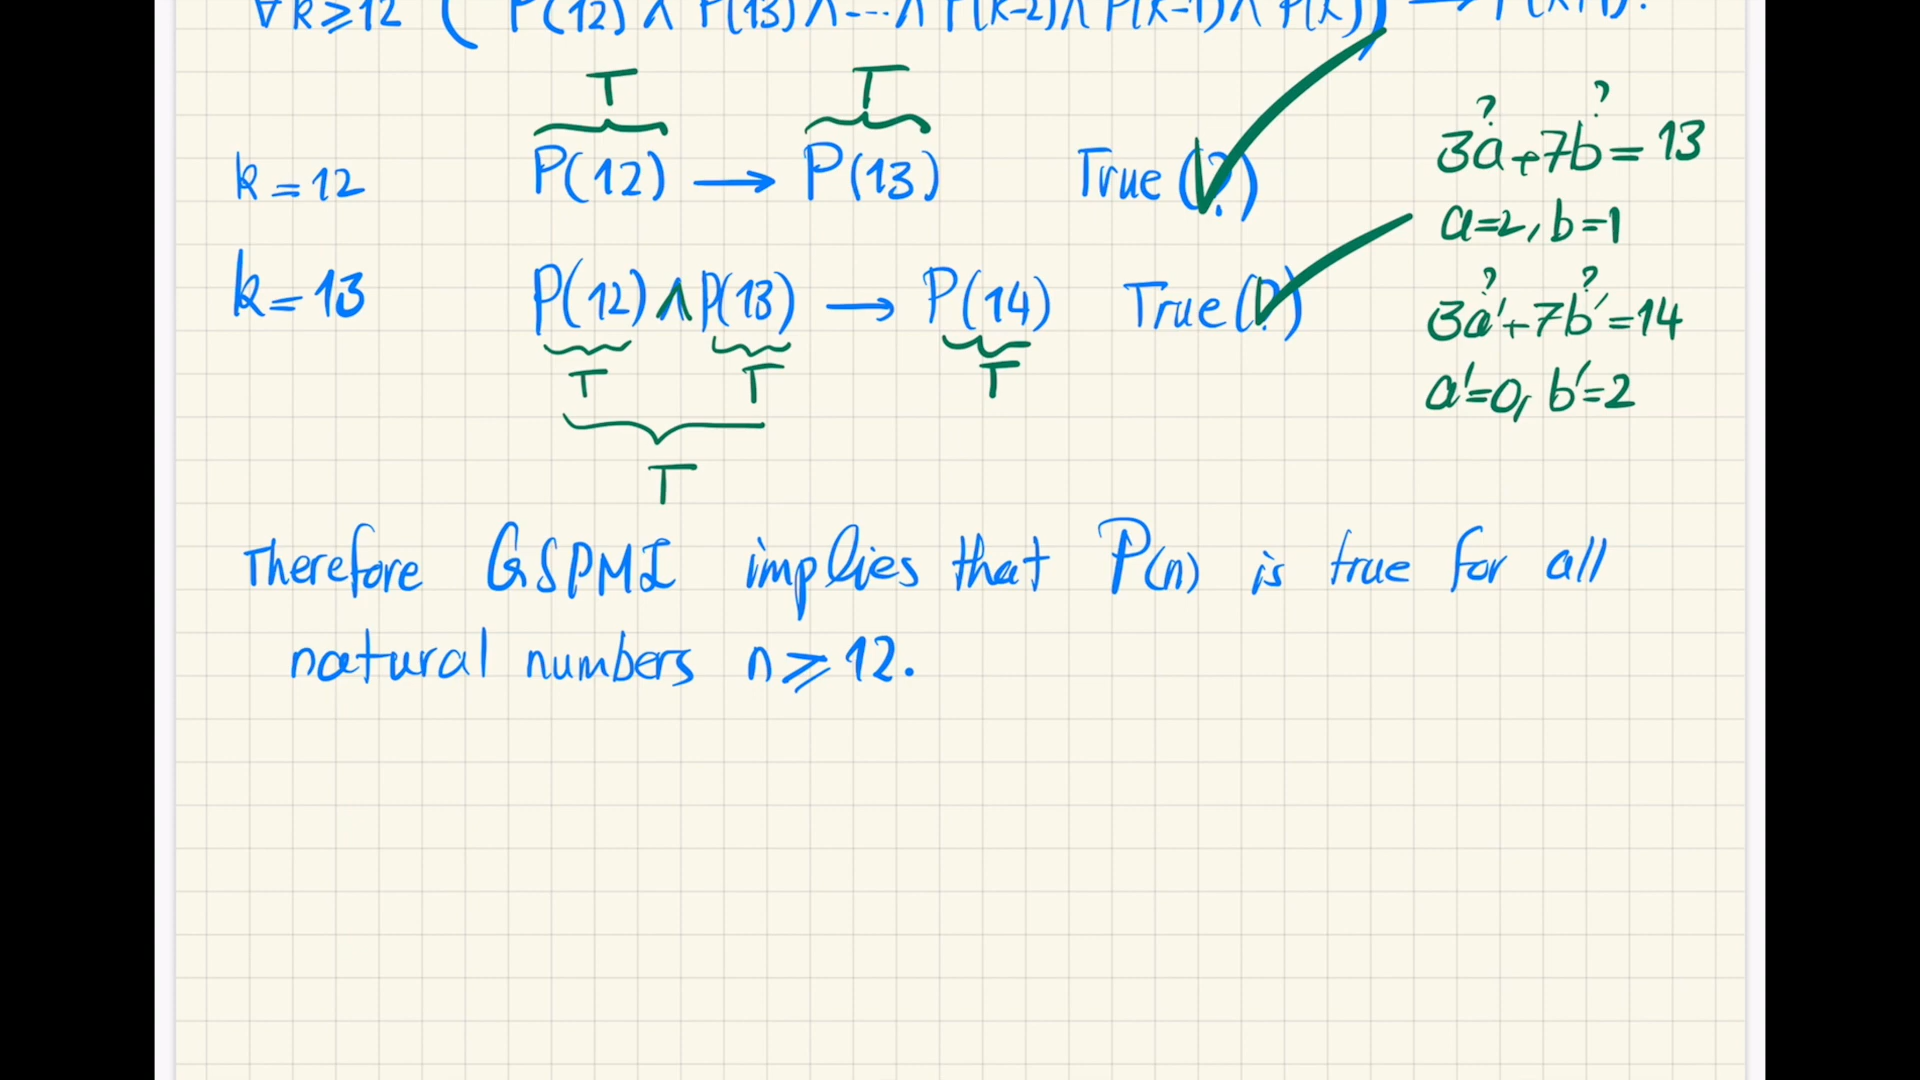 ∀ k ≥ 12 ( P(12) ∧ P(13) ∧ --- ∧ P(k-2) ∧ P(k-1) ∧ P(k) ) → P(k+1).
T T
k = 12 P(12) → P(13) True (?)
3a + 7b = 13
? ?
a=2, b=1
k = 13 P(12) ∧ P(13) → P(14) True (?)
3a' + 7b' = 14
? ?
a'=0, b'=2
T T T
T
Therefore GSPMI implies that P(n) is true for all
natural numbers n ≥ 12.